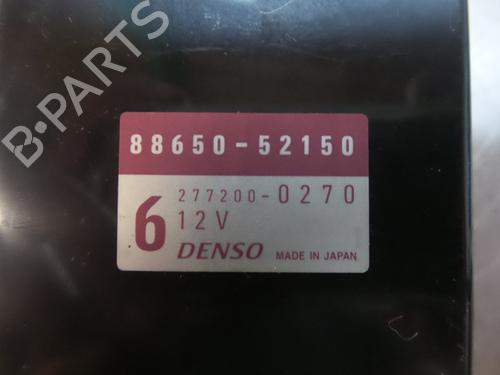 B-PARTS
88650-52150
277200-0270
6 12V
DENSO MADE IN JAPAN